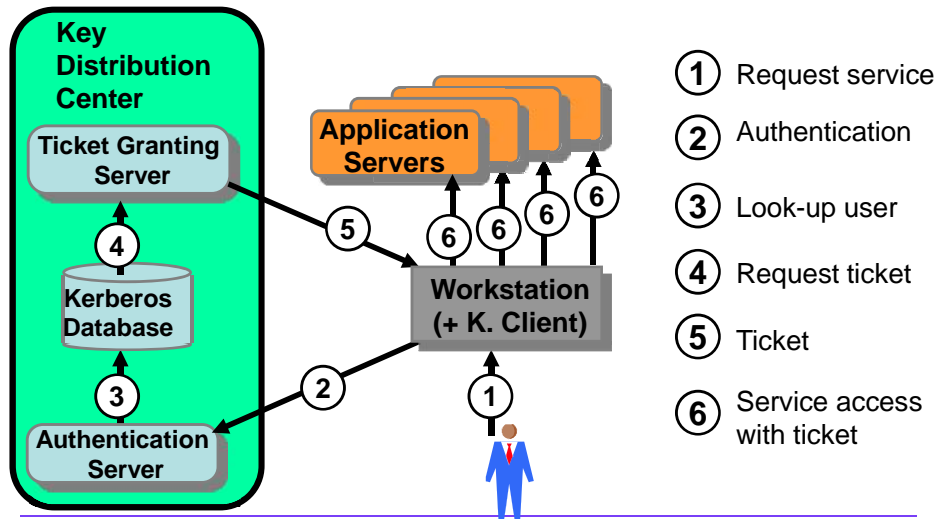 Key
Distribution
Center
Ticket Granting
Server
4
Kerberos
Database
3
Authentication
Server
Application
Servers
5
6
6
6
6
Workstation
(+ K. Client)
2
1
1 Request service
2 Authentication
3 Look-up user
4 Request ticket
5 Ticket
6 Service access
with ticket